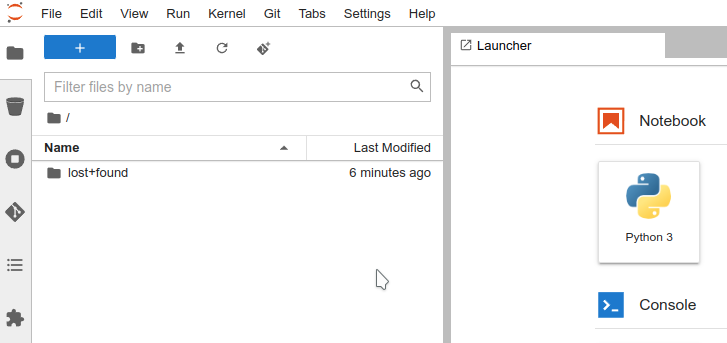 File Edit View Run Kernel Git Tabs Settings Help
Launcher
Filter files by name
/
Name Last Modified
lost+found 6 minutes ago
Notebook
Python 3
Console